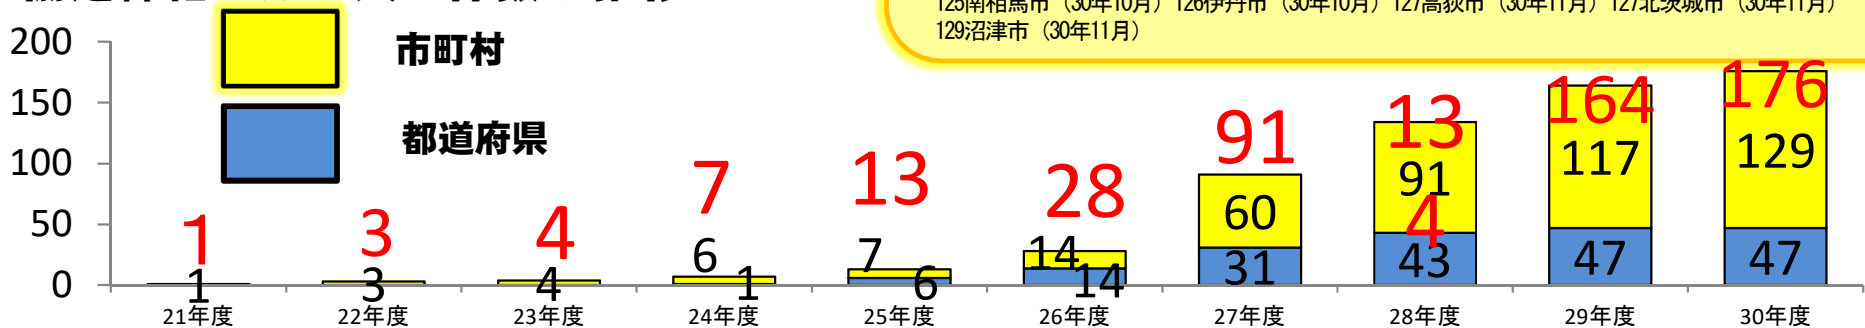 125南相馬市（30年10月）126伊丹市（30年10月）127高萩市（30年11月）127北茨城市（30年11月）
129沼津市（30年11月）
市町村
都道府県
200
150
100
50
0
1
3
4
7
13
28
91
13
4
164
176
1
3
4
6
1
7
6
14
14
60
31
91
43
117
47
129
47
21年度
22年度
23年度
24年度
25年度
26年度
27年度
28年度
29年度
30年度